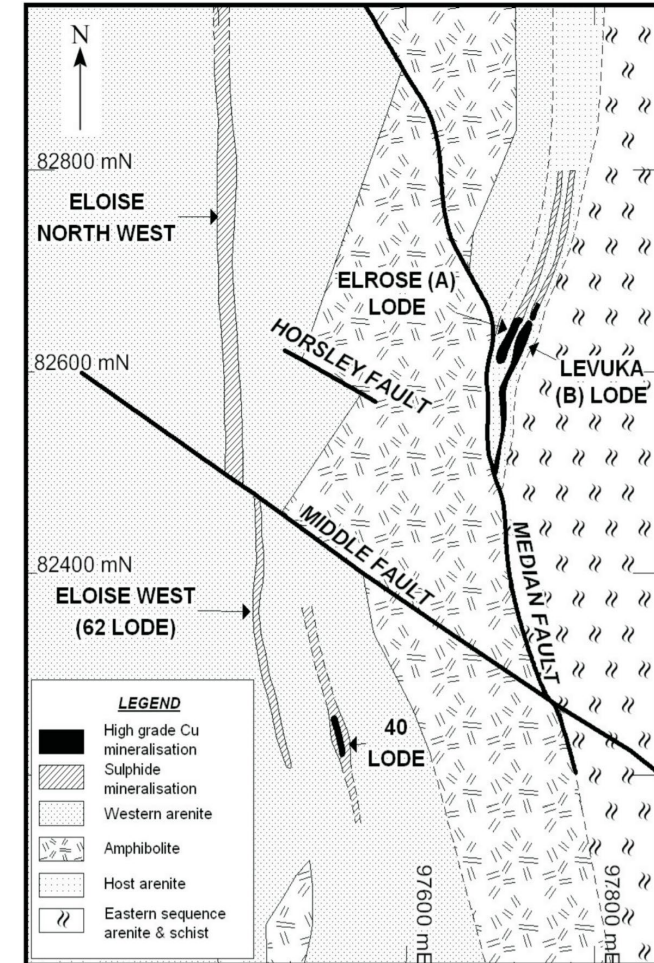 N
82800 mN
ELOISE
NORTH WEST
ELROSE (A)
LODE
HORSLEY FAULT
82600 mN
LEVUKA
(B) LODE
MIDDLE FAULT
MEDIAN FAULT
82400 mN
ELOISE WEST
(62 LODE)
40
LODE
97600 mE
97800 mE
LEGEND
High grade Cu
mineralisation
Sulphide
mineralisation
Western arenite
Amphibolite
Host arenite
Eastern sequence
arenite & schist